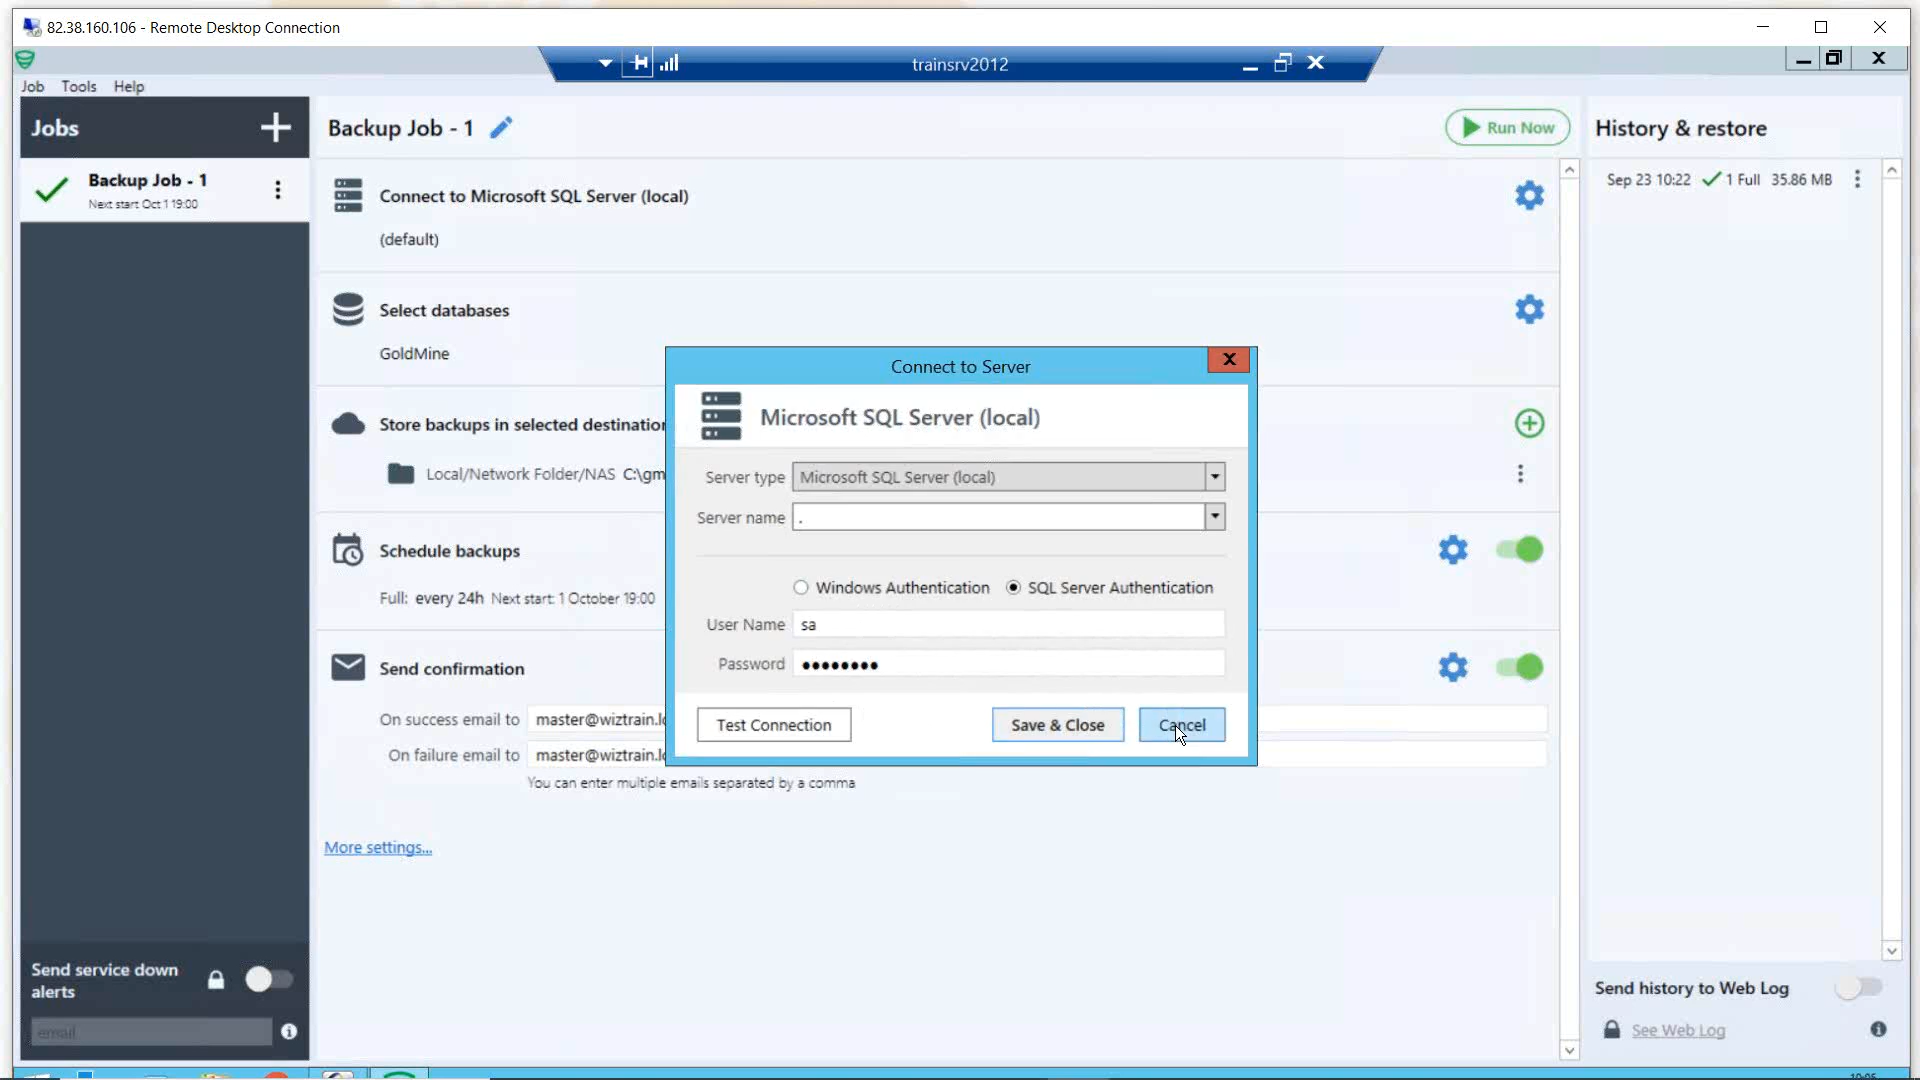 82.38.160.106 - Remote Desktop Connection
trainsrv2012
Job Tools Help
Jobs
Backup Job - 1
Next start Oct 1 19:00
Send service down
alerts
email
Backup Job - 1
Run Now
Connect to Microsoft SQL Server (local)
(default)
Select databases
GoldMine
Store backups in selected destination
Local/Network Folder/NAS C:\gm
Schedule backups
Full: every 24h Next start: 1 October 19:00
Send confirmation
On success email to master@wiztrain.lo
On failure email to master@wiztrain.lo
You can enter multiple emails separated by a comma
More settings...
Connect to Server
X
Microsoft SQL Server (local)
Server type Microsoft SQL Server (local)
Server name .
Windows Authentication SQL Server Authentication
User Name sa
Password ●●●●●●●●
Test Connection Save & Close Cancel
History & restore
Sep 23 10:22 1 Full 35.86 MB
Send history to Web Log
See Web Log